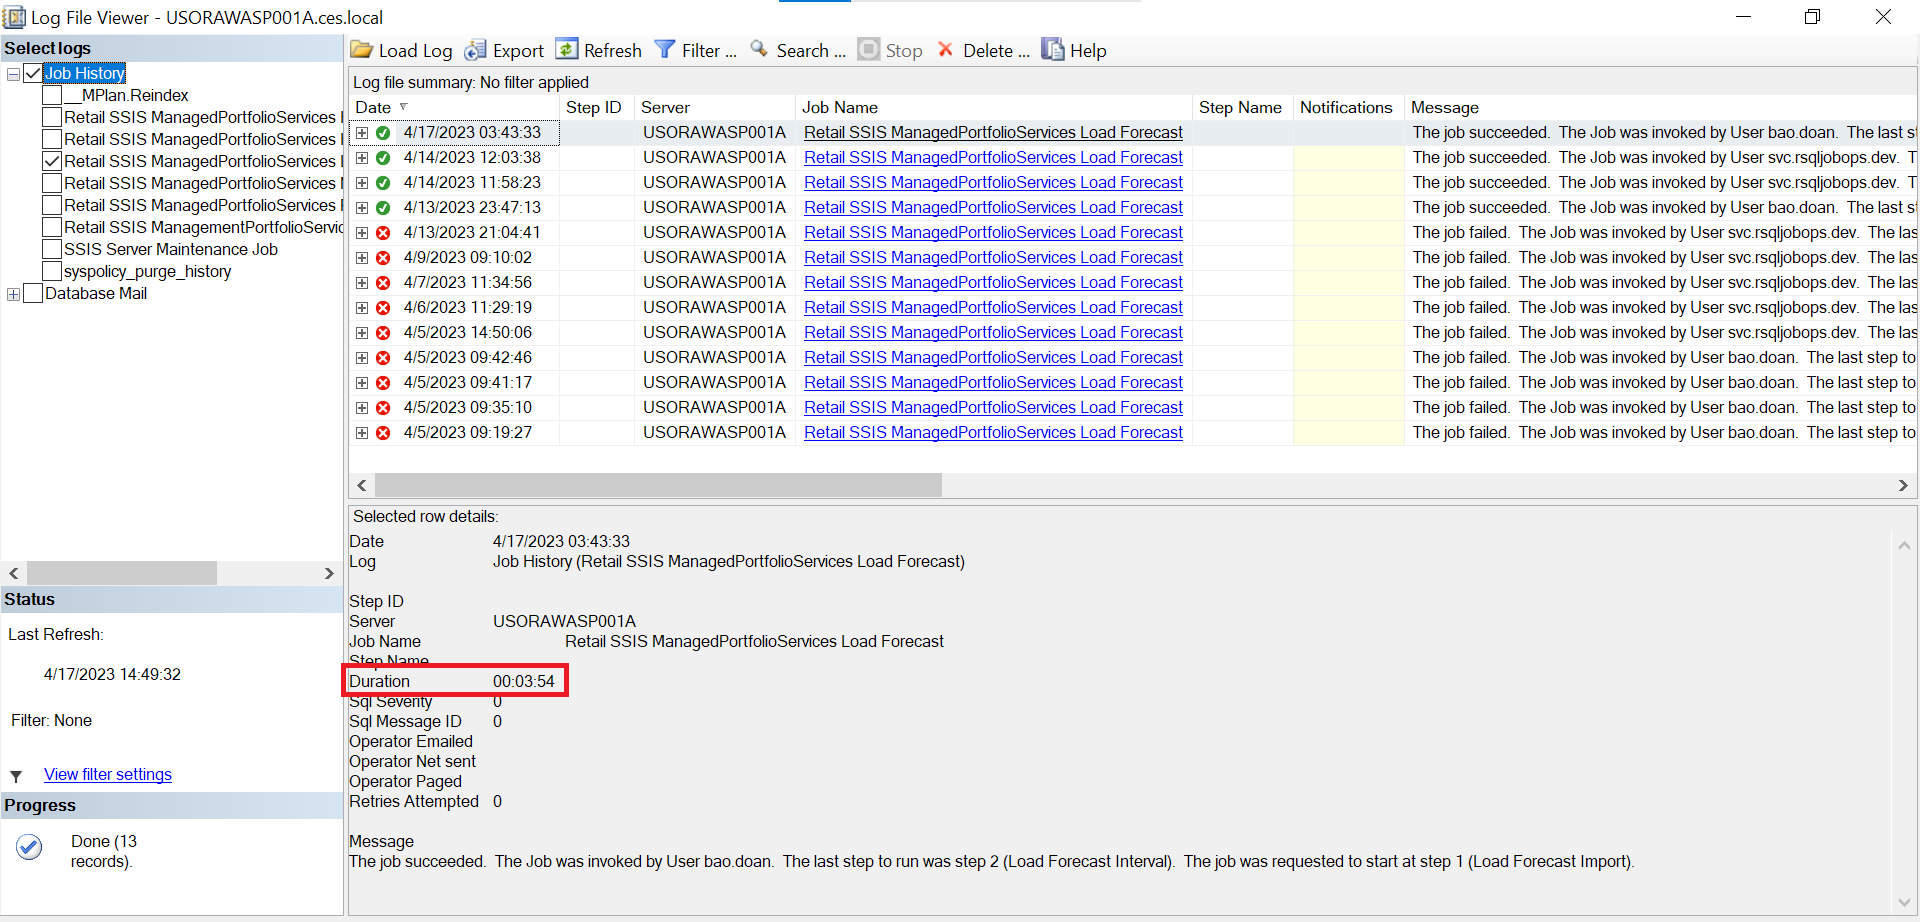 Log File Viewer - USORAWASP001A.ces.local
Select logs
Job History
__MPlan.Reindex
Retail SSIS ManagedPortfolioServices
Retail SSIS ManagedPortfolioServices
Retail SSIS ManagedPortfolioServices
Retail SSIS ManagedPortfolioServices
Retail SSIS ManagedPortfolioServices
Retail SSIS ManagementPortfolioServic
SSIS Server Maintenance Job
syspolicy_purge_history
Database Mail
Status
Last Refresh:
4/17/2023 14:49:32
Filter: None
View filter settings
Progress
Done (13
records).
Load Log Export Refresh Filter ... Search ... Stop Delete ... Help
Log file summary: No filter applied
Date Step ID Server Job Name Step Name Notifications Message
4/17/2023 03:43:33 USORAWASP001A Retail SSIS ManagedPortfolioServices Load Forecast The job succeeded. The Job was invoked by User bao.doan. The last s
4/14/2023 12:03:38 USORAWASP001A Retail SSIS ManagedPortfolioServices Load Forecast The job succeeded. The Job was invoked by User svc.rsqljobops.dev. T
4/14/2023 11:58:23 USORAWASP001A Retail SSIS ManagedPortfolioServices Load Forecast The job succeeded. The Job was invoked by User svc.rsqljobops.dev. T
4/13/2023 23:47:13 USORAWASP001A Retail SSIS ManagedPortfolioServices Load Forecast The job succeeded. The Job was invoked by User bao.doan. The last s
4/13/2023 21:04:41 USORAWASP001A Retail SSIS ManagedPortfolioServices Load Forecast The job failed. The Job was invoked by User svc.rsqljobops.dev. The las
4/9/2023 09:10:02 USORAWASP001A Retail SSIS ManagedPortfolioServices Load Forecast The job failed. The Job was invoked by User svc.rsqljobops.dev. The las
4/7/2023 11:34:56 USORAWASP001A Retail SSIS ManagedPortfolioServices Load Forecast The job failed. The Job was invoked by User svc.rsqljobops.dev. The las
4/6/2023 11:29:19 USORAWASP001A Retail SSIS ManagedPortfolioServices Load Forecast The job failed. The Job was invoked by User svc.rsqljobops.dev. The las
4/5/2023 14:50:06 USORAWASP001A Retail SSIS ManagedPortfolioServices Load Forecast The job failed. The Job was invoked by User svc.rsqljobops.dev. The las
4/5/2023 09:42:46 USORAWASP001A Retail SSIS ManagedPortfolioServices Load Forecast The job failed. The Job was invoked by User bao.doan. The last step to
4/5/2023 09:41:17 USORAWASP001A Retail SSIS ManagedPortfolioServices Load Forecast The job failed. The Job was invoked by User bao.doan. The last step to
4/5/2023 09:35:10 USORAWASP001A Retail SSIS ManagedPortfolioServices Load Forecast The job failed. The Job was invoked by User bao.doan. The last step to
4/5/2023 09:19:27 USORAWASP001A Retail SSIS ManagedPortfolioServices Load Forecast The job failed. The Job was invoked by User bao.doan. The last step to
Selected row details:
Date 4/17/2023 03:43:33
Log Job History (Retail SSIS ManagedPortfolioServices Load Forecast)
Step ID
Server USORAWASP001A
Job Name Retail SSIS ManagedPortfolioServices Load Forecast
Step Name
Duration 00:03:54
Sql Severity 0
Sql Message ID 0
Operator Emailed
Operator Net sent
Operator Paged
Retries Attempted 0
Message
The job succeeded. The Job was invoked by User bao.doan. The last step to run was step 2 (Load Forecast Interval). The job was requested to start at step 1 (Load Forecast Import).